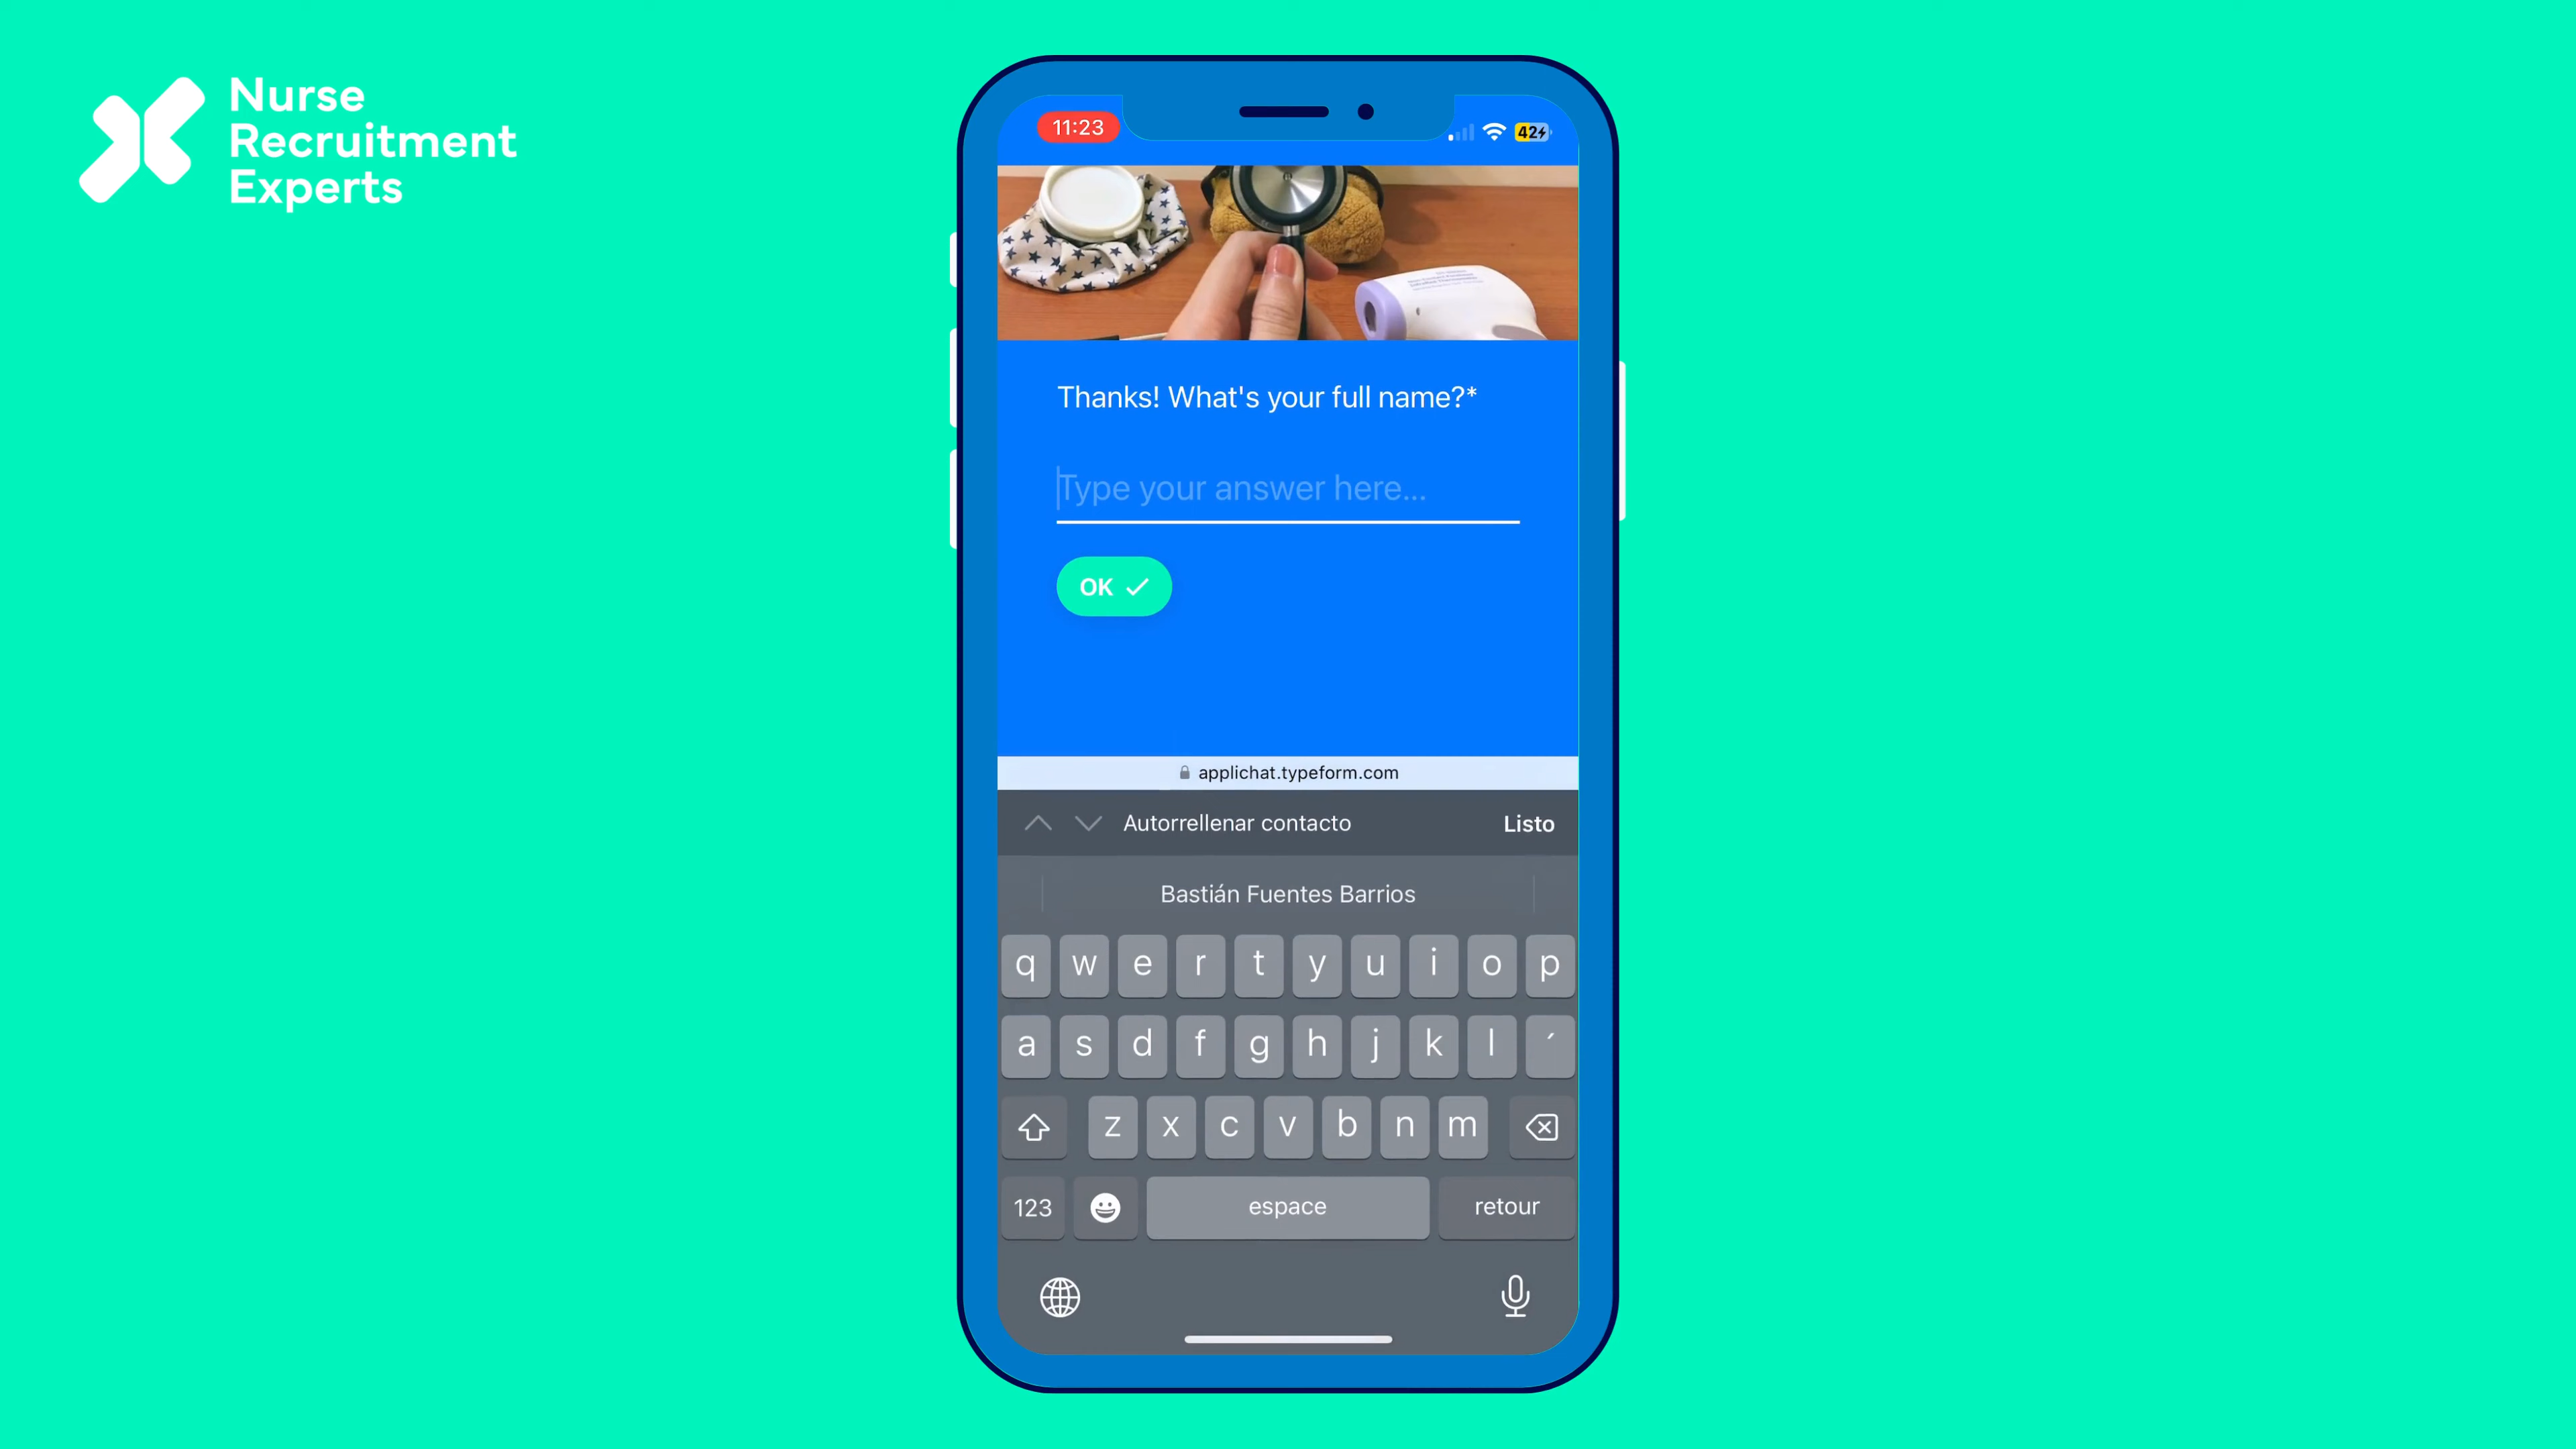 Nurse
Recruitment
Experts
11:23
42
Thanks! What's your full name?*
Type your answer here...
OK
applichat.typeform.com
Autorrellenar contacto
Listo
Bastián Fuentes Barrios
q w e r t y u i o p
a s d f g h j k l ´
z x c v b n m
123
espace
retour